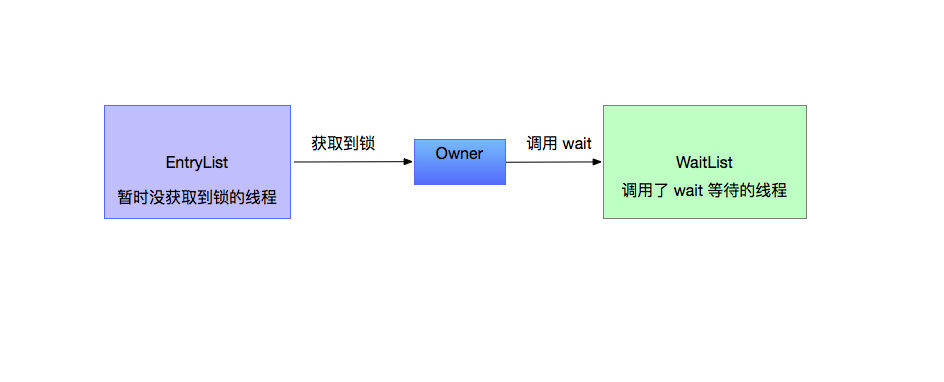 EntryList
暂时没获取到锁的线程
获取到锁
Owner
调用 wait
WaitList
调用了 wait 等待的线程